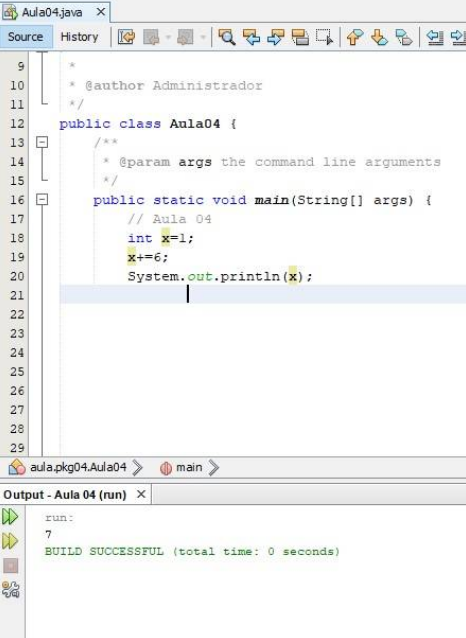 Aula04.java ×
Source History
9 *
10 * @author Administrador
11 */
12 public class Aula04 {
13 /**
14 * @param args the command line arguments
15 */
16 public static void main(String[] args) {
17 // Aula 04
18 int x=1;
19 x+=6;
20 System.out.println(x);
21
22
23
24
25
26
27
28
29
aula.pkg04.Aula04 main
Output - Aula 04 (run) ×
run:
7
BUILD SUCCESSFUL (total time: 0 seconds)